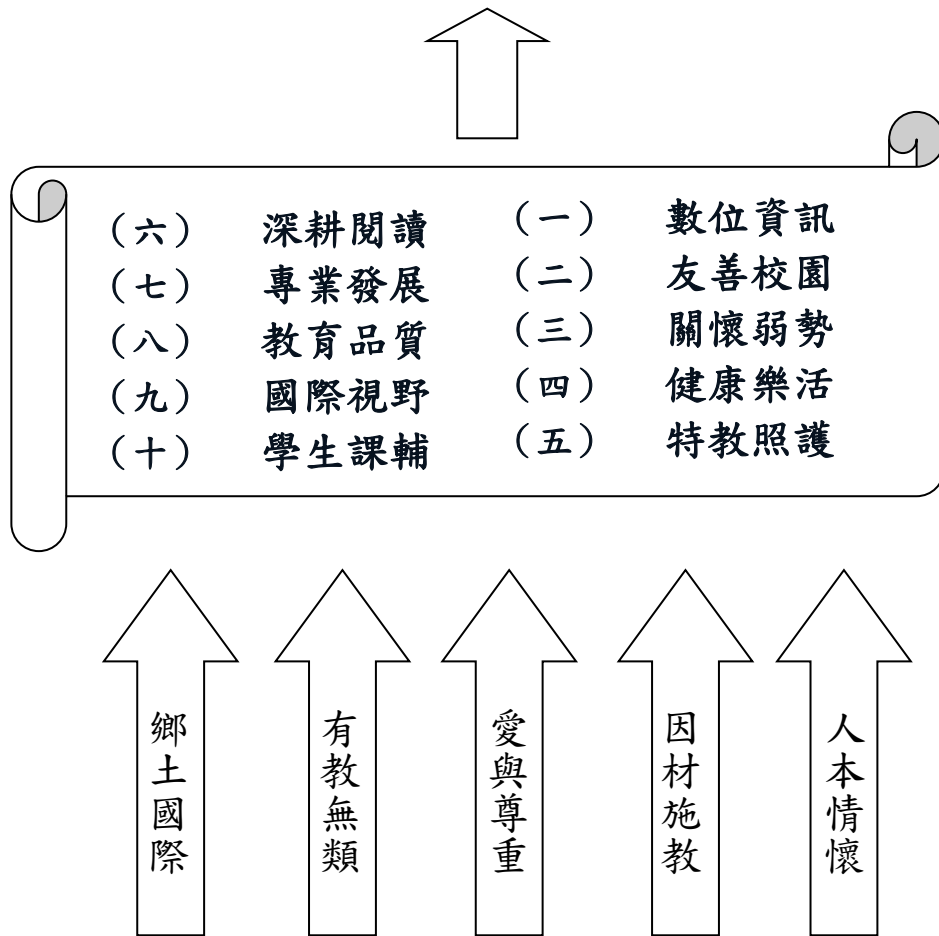 （一） 數位資訊
（二） 友善校園
（三） 關懷弱勢
（四） 健康樂活
（五） 特教照護
（六） 深耕閱讀
（七） 專業發展
（八） 教育品質
（九） 國際視野
（十） 學生課輔
人本情懷
因材施教
愛與尊重
有教無類
鄉土國際